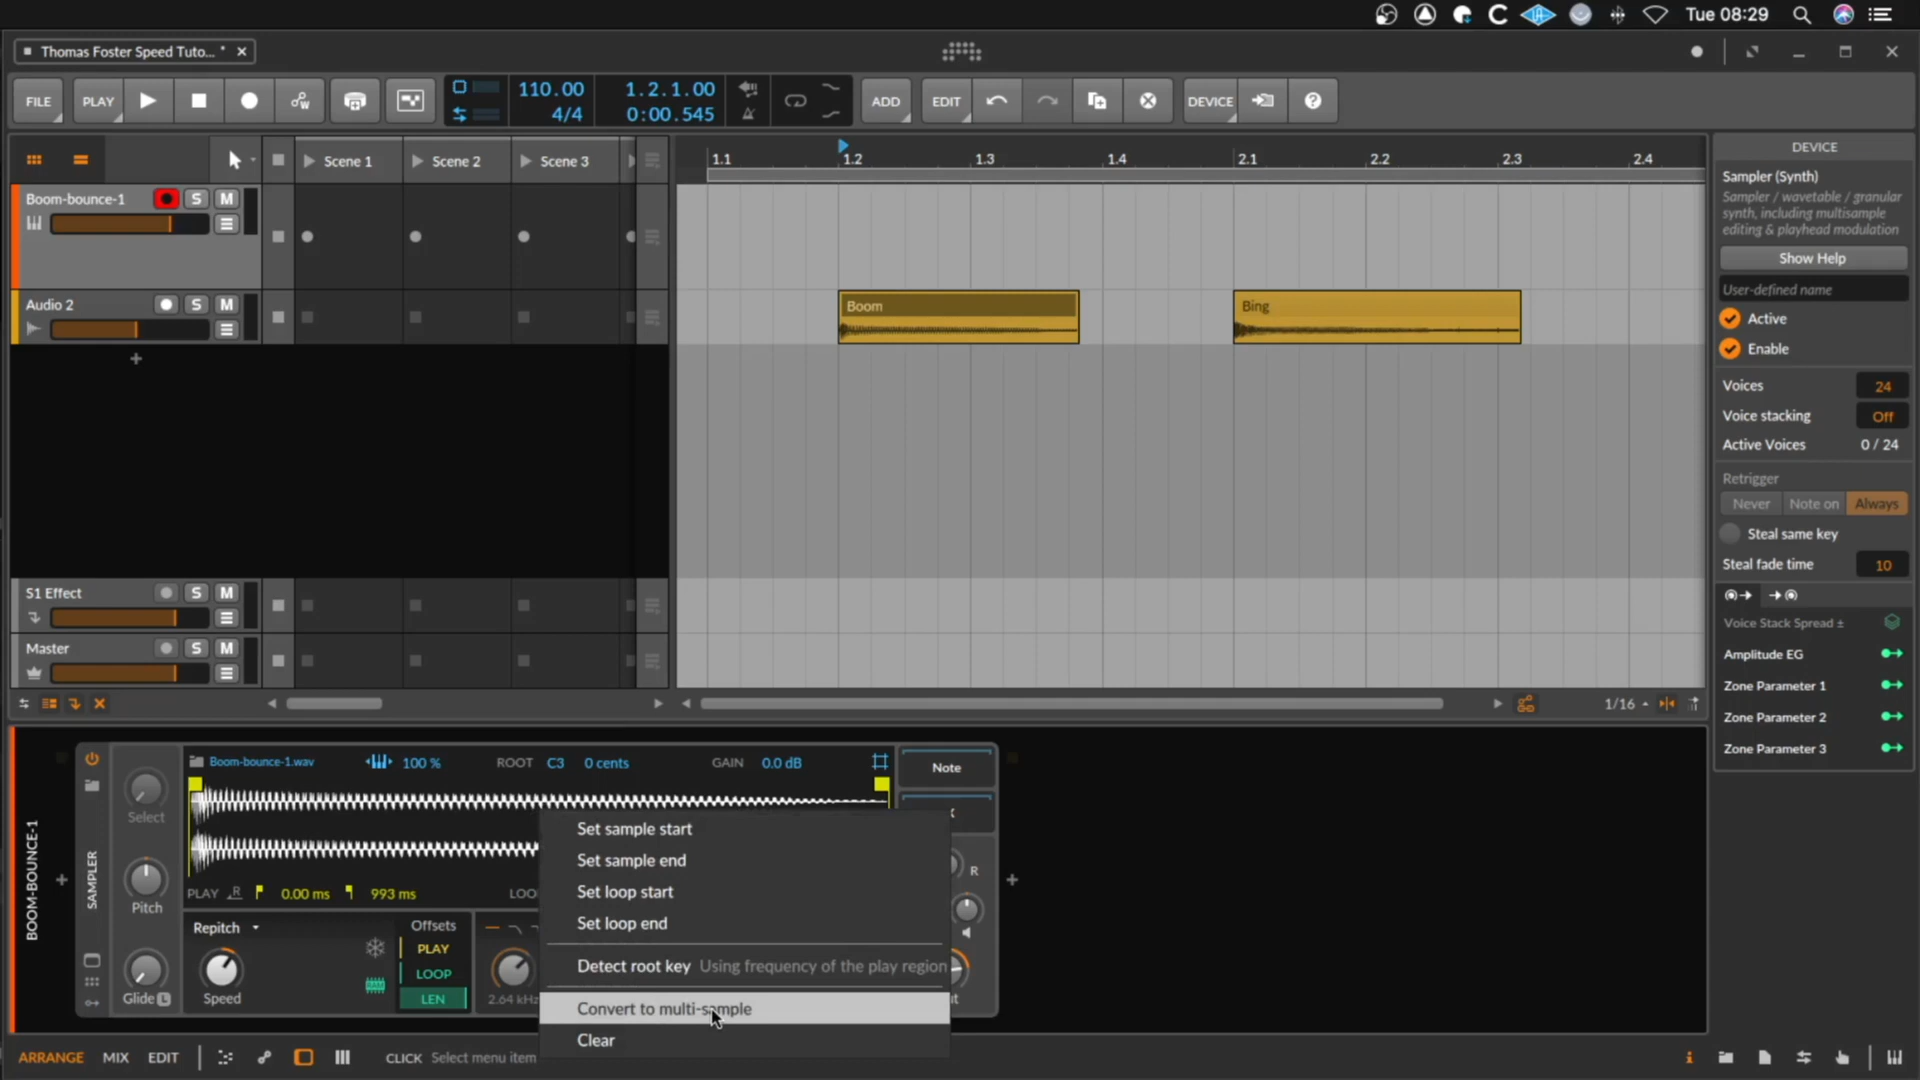 Tue 08:29
Thomas Foster Speed Tuto... *
FILE
PLAY
110.00
4/4
1.2.1.00
0:00.545
ADD
EDIT
DEVICE
Scene 1
Scene 2
Scene 3
1.1
1.2
1.3
1.4
2.1
2.2
2.3
2.4
Boom-bounce-1
S
M
Audio 2
S
M
Boom
Bing
S1 Effect
S
M
Master
S
M
1/16
DEVICE
Sampler (Synth)
Sampler / wavetable / granular
synth, including multisample
editing & playhead modulation
Show Help
User-defined name
Active
Enable
Voices 24
Voice stacking Off
Active Voices 0 / 24
Retrigger
Never Note on Always
Steal same key
Steal fade time 10
Voice Stack Spread ±
Amplitude EG
Zone Parameter 1
Zone Parameter 2
Zone Parameter 3
BOOM-BOUNCE-1
SAMPLER
Select
Pitch
Glide L
Boom-bounce-1.wav
100 %
ROOT C3 0 cents
GAIN 0.0 dB
Note
PLAY R 0.00 ms 993 ms
R
Repitch
Speed
Offsets
PLAY
LOOP
LEN
2.64 kHz
Set sample start
Set sample end
Set loop start
Set loop end
Detect root key Using frequency of the play region
Convert to multi-sample
Clear
ARRANGE MIX EDIT
CLICK Select menu item